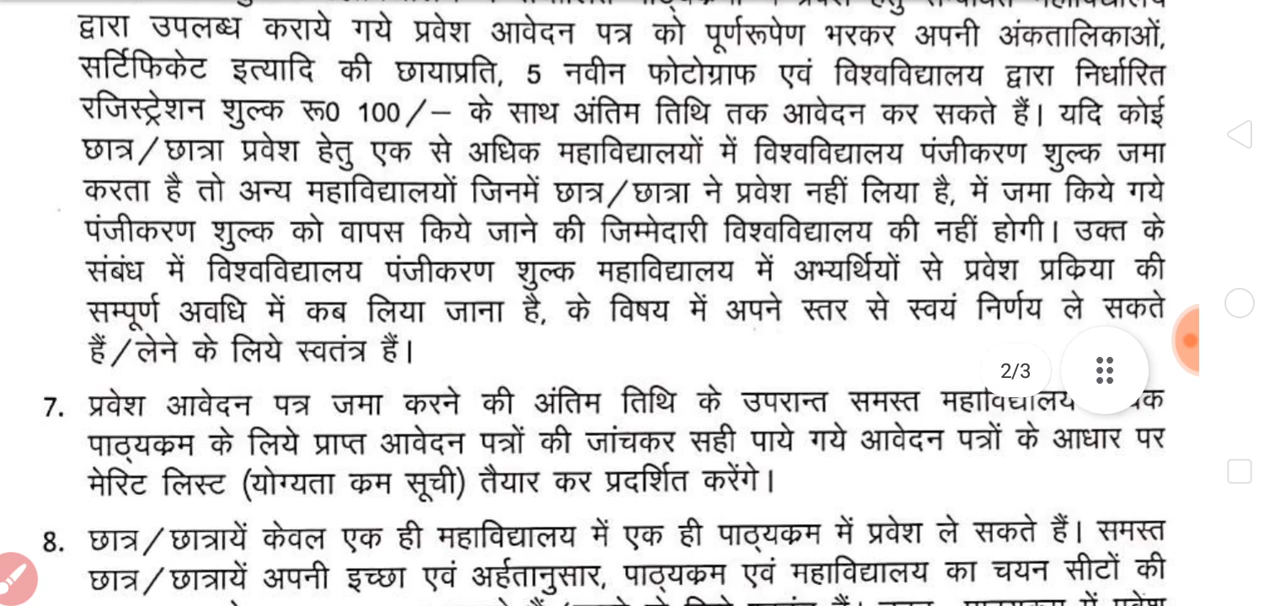 द्वारा उपलब्ध कराये गये प्रवेश आवेदन पत्र को पूर्णरूपेण भरकर अपनी अंकतालिकाओं,
सर्टिफिकेट इत्यादि की छायाप्रति, 5 नवीन फोटोग्राफ एवं विश्वविद्यालय द्वारा निर्धारित
रजिस्ट्रेशन शुल्क रू0 100/– के साथ अंतिम तिथि तक आवेदन कर सकते हैं। यदि कोई
छात्र/छात्रा प्रवेश हेतु एक से अधिक महाविद्यालयों में विश्वविद्यालय पंजीकरण शुल्क जमा
करता है तो अन्य महाविद्यालयों जिनमें छात्र/छात्रा ने प्रवेश नहीं लिया है, में जमा किये गये
पंजीकरण शुल्क को वापस किये जाने की जिम्मेदारी विश्वविद्यालय की नहीं होगी। उक्त के
संबंध में विश्वविद्यालय पंजीकरण शुल्क महाविद्यालय में अभ्यर्थियों से प्रवेश प्रकिया की
सम्पूर्ण अवधि में कब लिया जाना है, के विषय में अपने स्तर से स्वयं निर्णय ले सकते
हैं/लेने के लिये स्वतंत्र हैं।
2/3
7. प्रवेश आवेदन पत्र जमा करने की अंतिम तिथि के उपरान्त समस्त महाविद्यालय
पाठ्यकम के लिये प्राप्त आवेदन पत्रों की जांचकर सही पाये गये आवेदन पत्रों के आधार पर
मेरिट लिस्ट (योग्यता कम सूची) तैयार कर प्रदर्शित करेंगे।
8. छात्र/छात्रायें केवल एक ही महाविद्यालय में एक ही पाठ्यकम में प्रवेश ले सकते हैं। समस्त
छात्र/छात्रायें अपनी इच्छा एवं अर्हतानुसार, पाठ्यकम एवं महाविद्यालय का चयन सीटों की